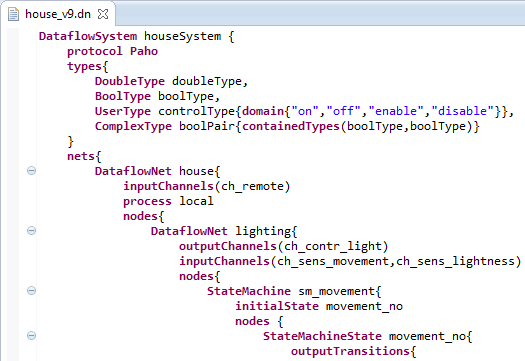 house_v9.dn
DataflowSystem houseSystem {
protocol Paho
types{
DoubleType doubleType,
BoolType boolType,
UserType controlType{domain{"on","off","enable","disable"}},
ComplexType boolPair{containedTypes(boolType,boolType)}
}
nets{
DataflowNet house{
inputChannels(ch_remote)
process local
nodes{
DataflowNet lighting{
outputChannels(ch_contr_light)
inputChannels(ch_sens_movement,ch_sens_lightness)
nodes{
StateMachine sm_movement{
initialState movement_no
nodes {
StateMachineState movement_no{
outputTransitions{